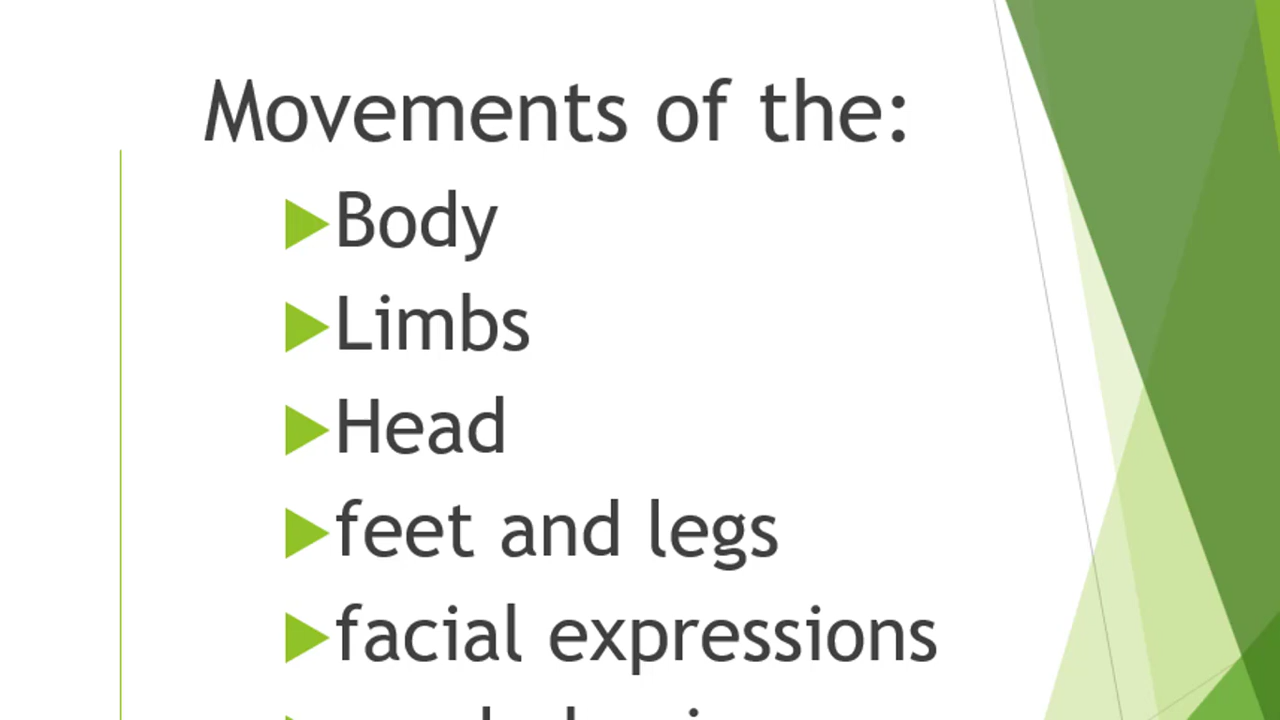 Movements of the:
Body
Limbs
Head
feet and legs
facial expressions